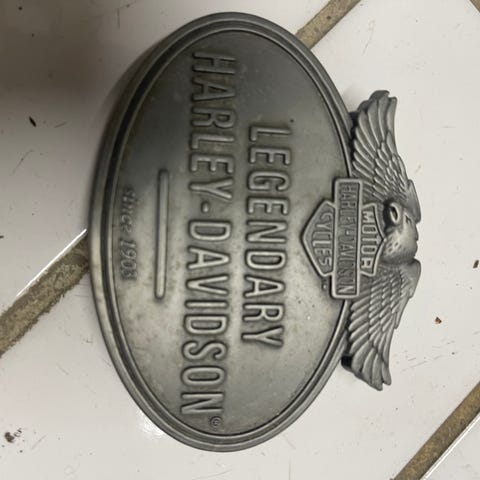 MOTOR
HARLEY-DAVIDSON
CYCLES
LEGENDARY
HARLEY-DAVIDSON
since 1903